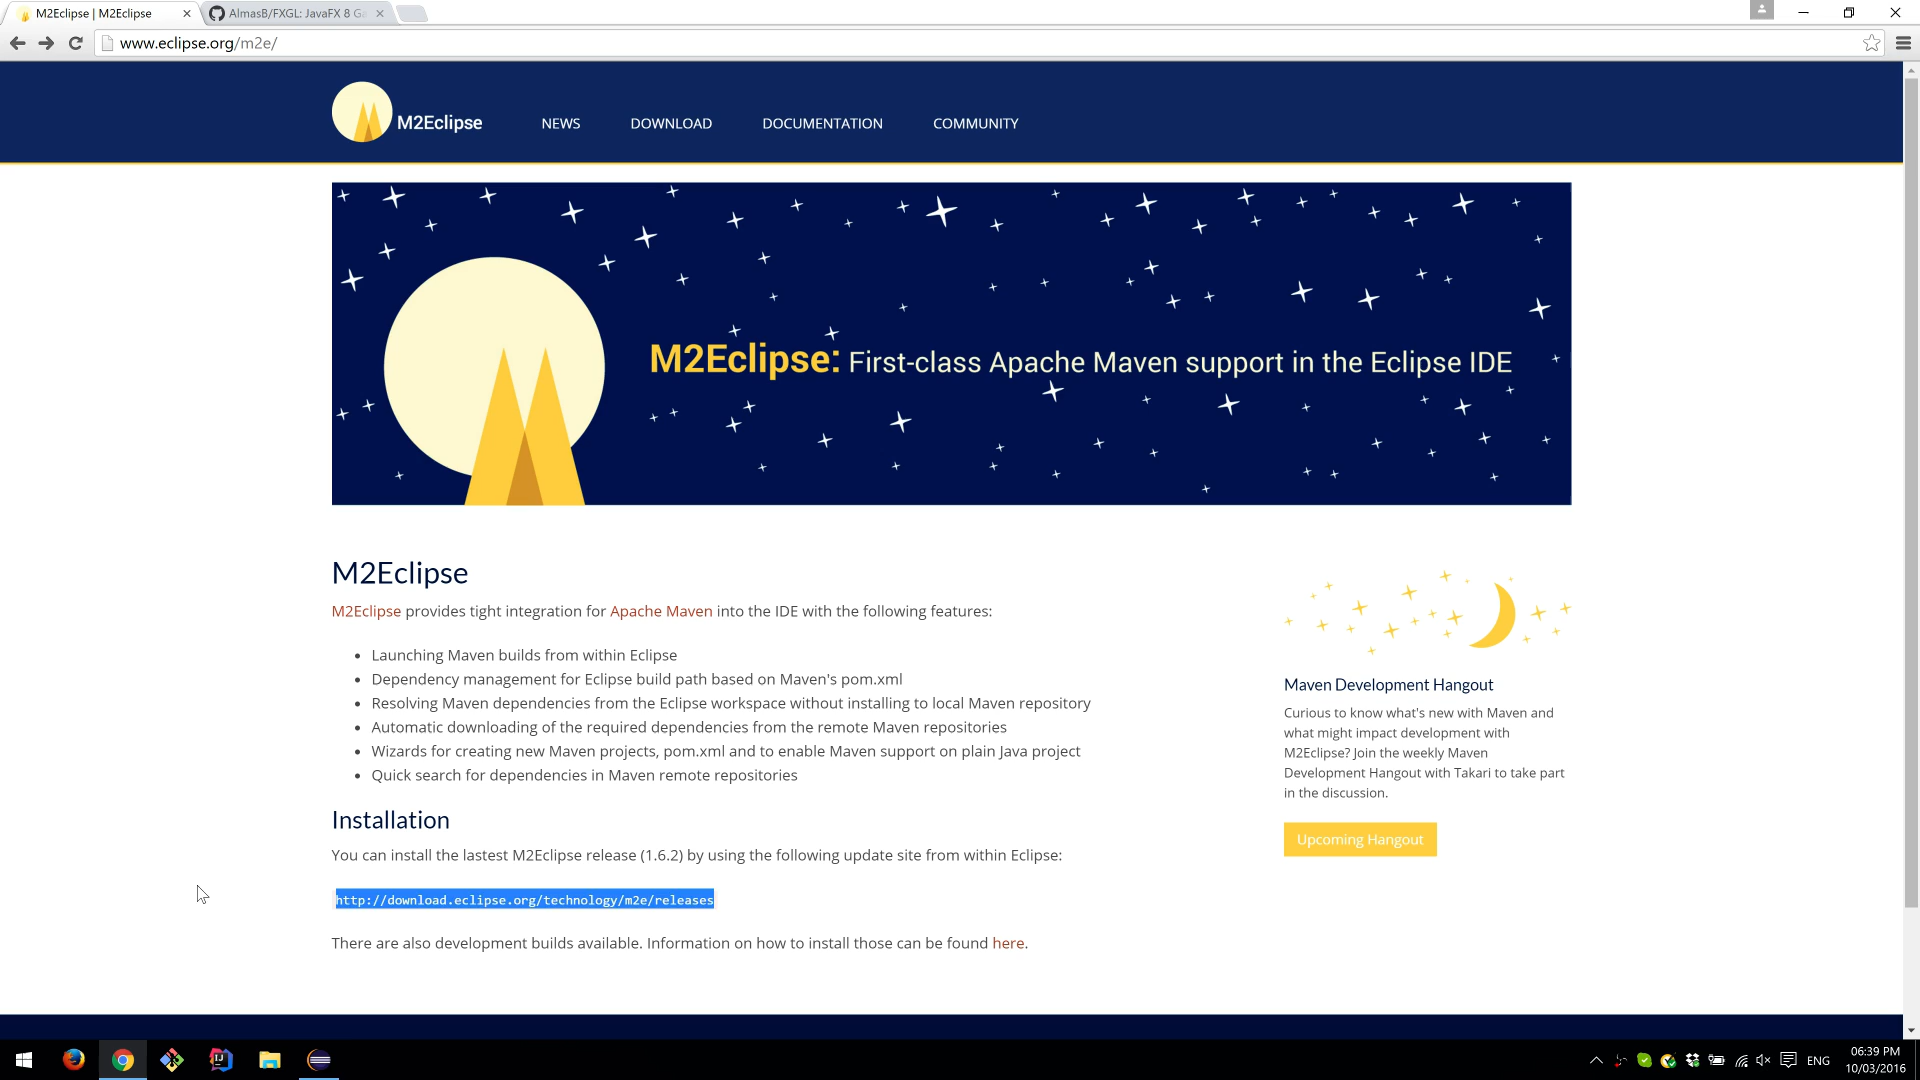 M2Eclipse | M2Eclipse
AlmasB/FXGL: JavaFX 8 G
www.eclipse.org/m2e/
M2Eclipse
NEWS
DOWNLOAD
DOCUMENTATION
COMMUNITY
M2Eclipse: First-class Apache Maven support in the Eclipse IDE
M2Eclipse
M2Eclipse provides tight integration for Apache Maven into the IDE with the following features:
Launching Maven builds from within Eclipse
Dependency management for Eclipse build path based on Maven's pom.xml
Resolving Maven dependencies from the Eclipse workspace without installing to local Maven repository
Automatic downloading of the required dependencies from the remote Maven repositories
Wizards for creating new Maven projects, pom.xml and to enable Maven support on plain Java project
Quick search for dependencies in Maven remote repositories
Installation
You can install the lastest M2Eclipse release (1.6.2) by using the following update site from within Eclipse:
http://download.eclipse.org/technology/m2e/releases
There are also development builds available. Information on how to install those can be found here.
Maven Development Hangout
Curious to know what's new with Maven and
what might impact development with
M2Eclipse? Join the weekly Maven
Development Hangout with Takari to take part
in the discussion.
Upcoming Hangout
ENG
06:39 PM
10/03/2016